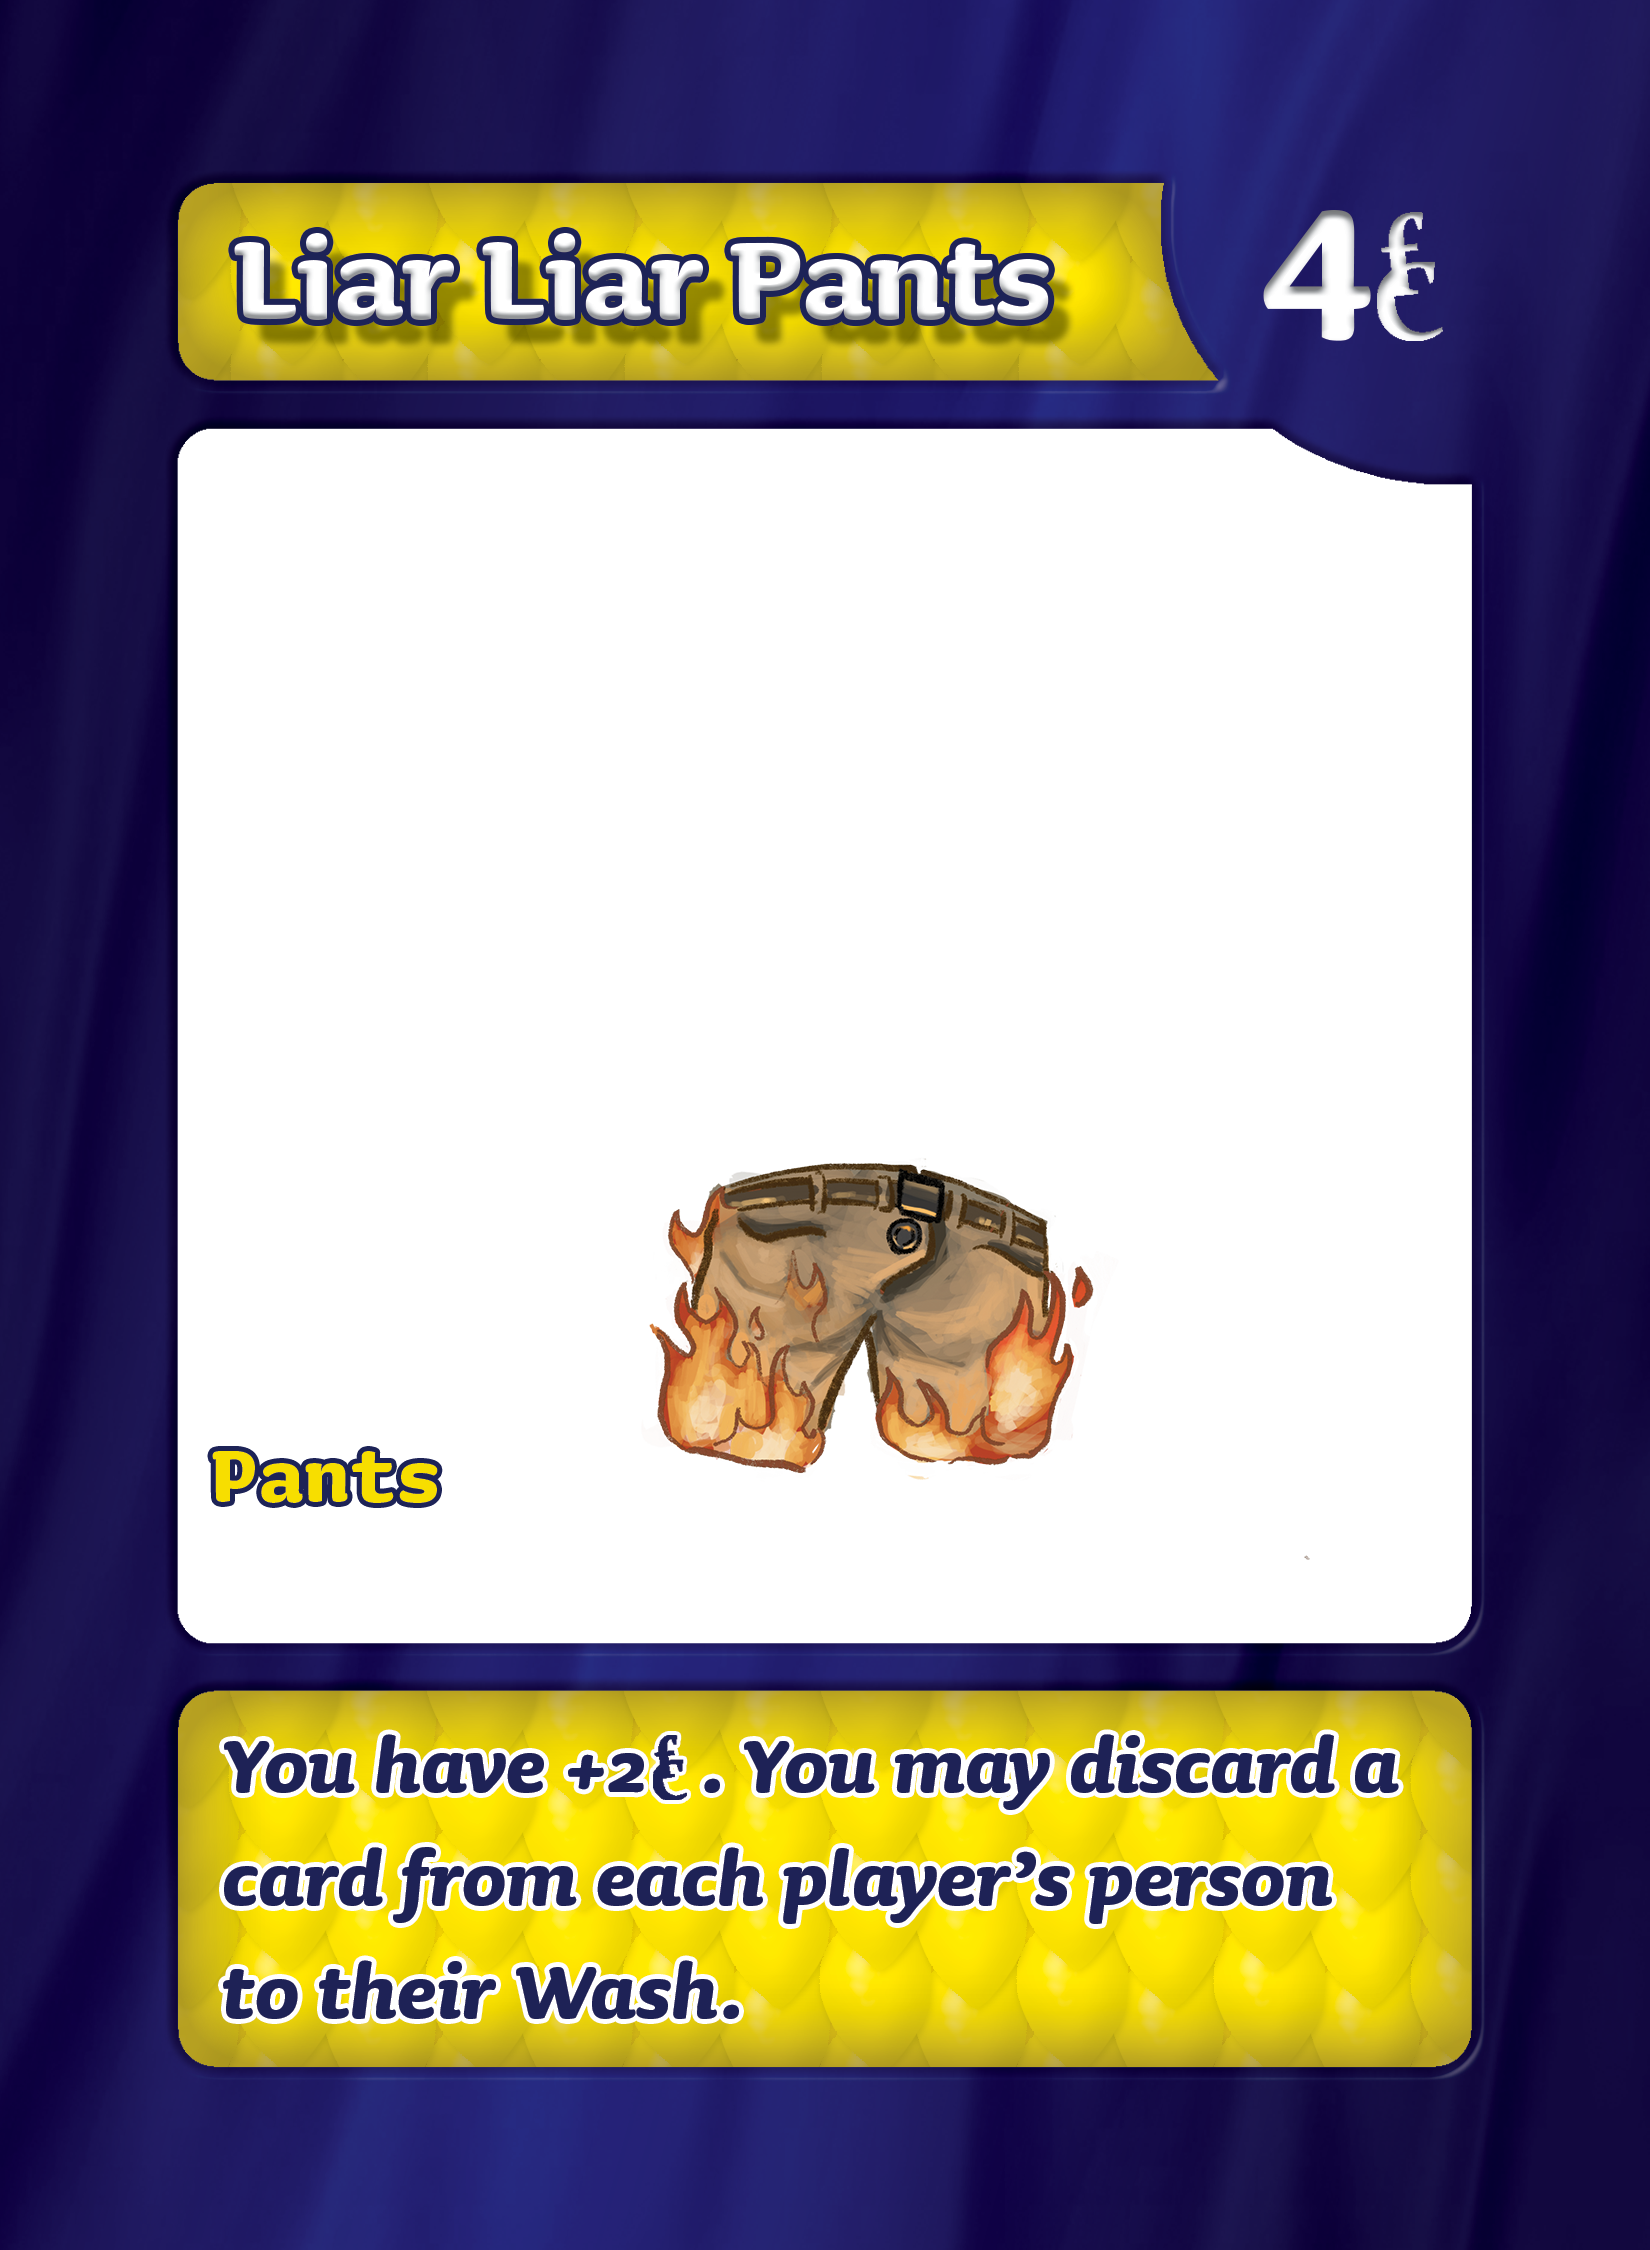 Liar Liar Pants
4₤
Pants
You have +2₤ . You may discard a
card from each player’s person
to their Wash.